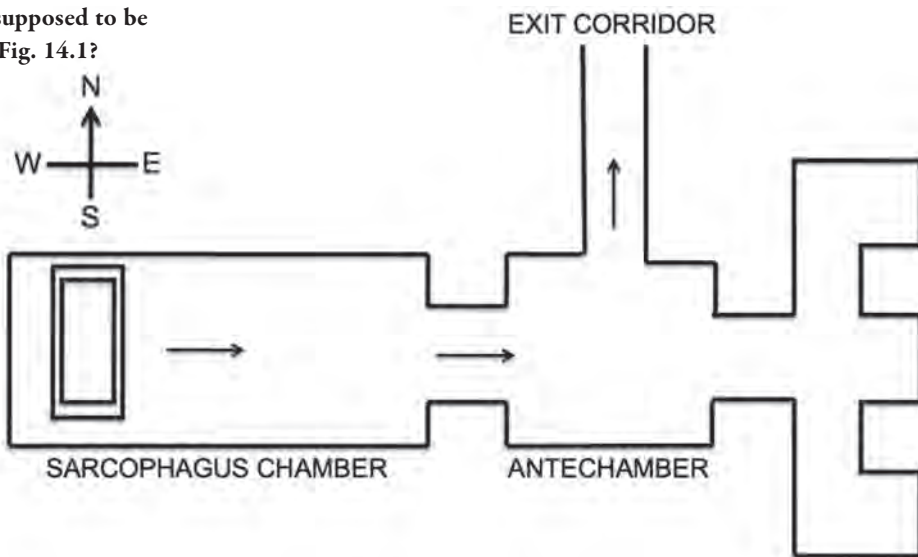 supposed to be
Fig. 14.1?
EXIT CORRIDOR
N
W E
S
SARCOPHAGUS CHAMBER
ANTECHAMBER